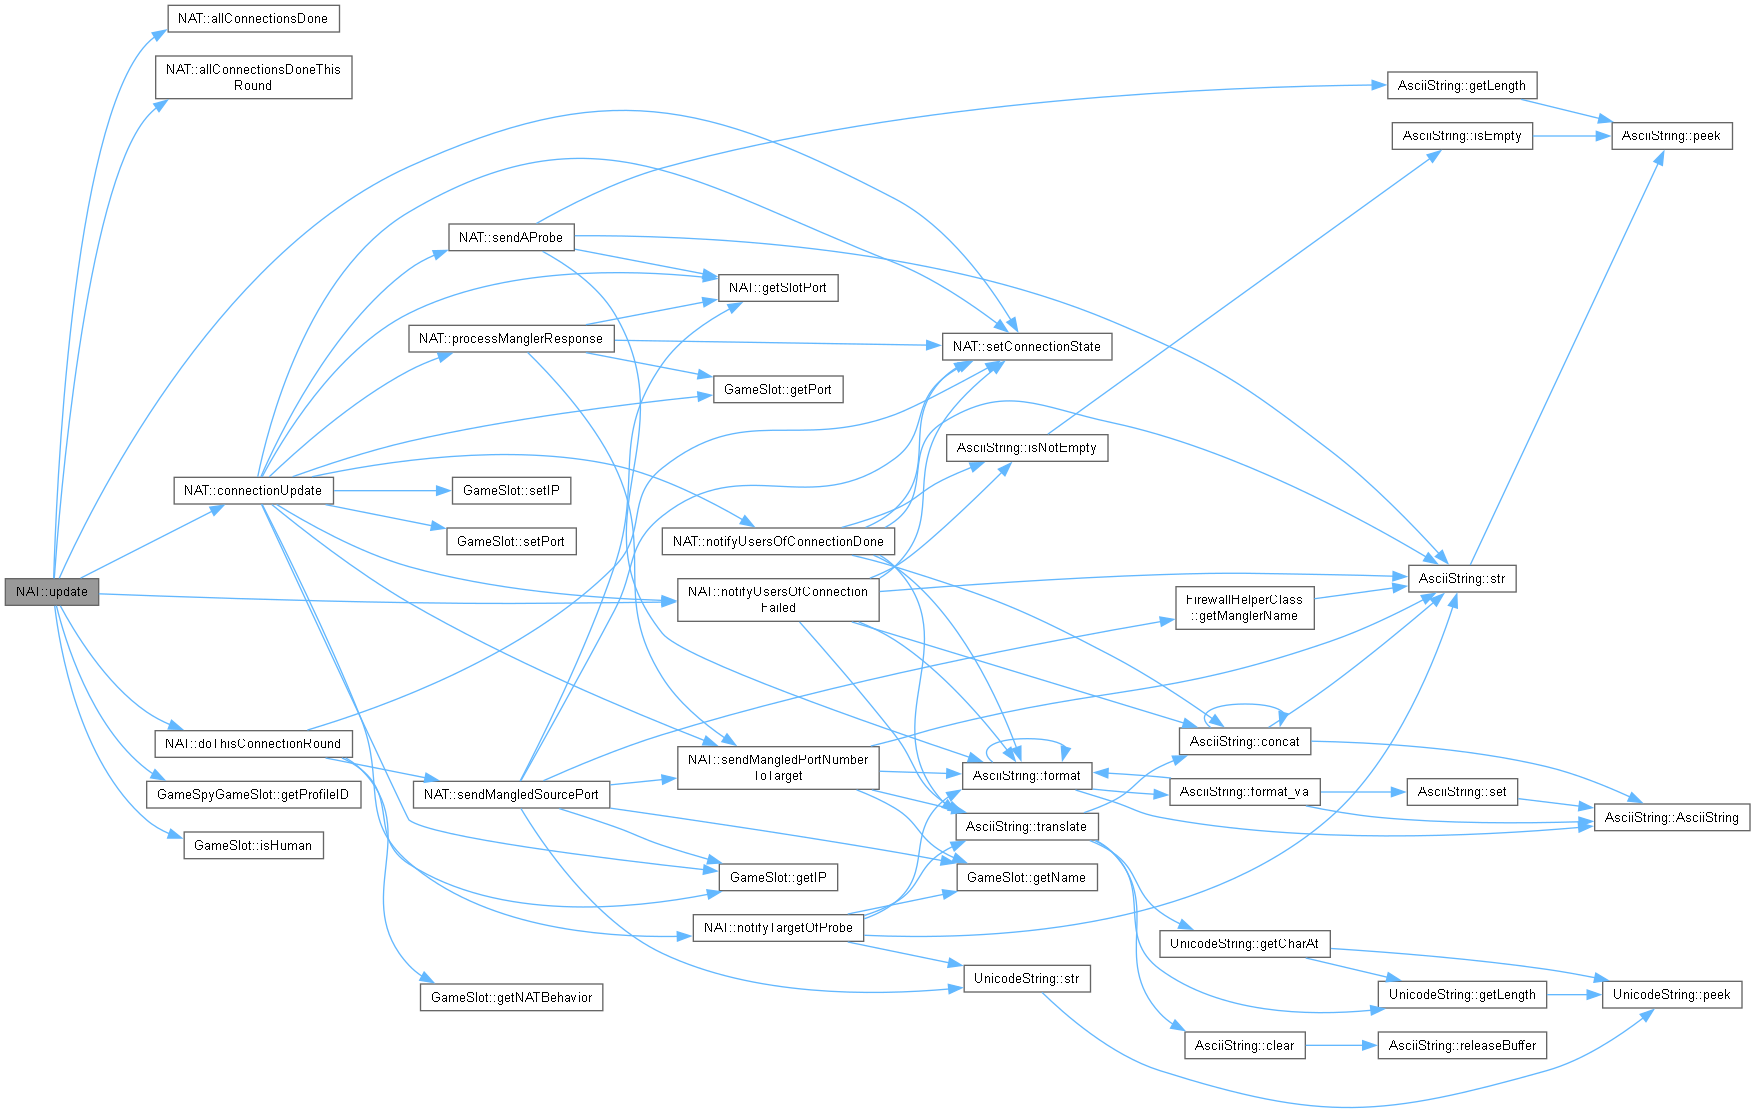 NAT::allConnectionsDone
NAT::allConnectionsDoneThis
Round
AsciiString::getLength
AsciiString::isEmpty
AsciiString::peek
NAT::sendAProbe
NAT::getSlotPort
NAT::processManglerResponse
NAT::setConnectionState
GameSlot::getPort
AsciiString::isNotEmpty
NAT::connectionUpdate
GameSlot::setIP
GameSlot::setPort
NAT::notifyUsersOfConnectionDone
NAT::update
NAT::notifyUsersOfConnection
Failed
AsciiString::str
FirewallHelperClass
::getManglerName
NAT::doThisConnectionRound
AsciiString::concat
NAT::sendMangledPortNumber
ToTarget
AsciiString::format
GameSpyGameSlot::getProfileID
NAT::sendMangledSourcePort
AsciiString::format_va
AsciiString::set
AsciiString::AsciiString
AsciiString::translate
GameSlot::isHuman
GameSlot::getIP
GameSlot::getName
NAT::notifyTargetOfProbe
UnicodeString::getCharAt
UnicodeString::str
GameSlot::getNATBehavior
UnicodeString::getLength
UnicodeString::peek
AsciiString::clear
AsciiString::releaseBuffer